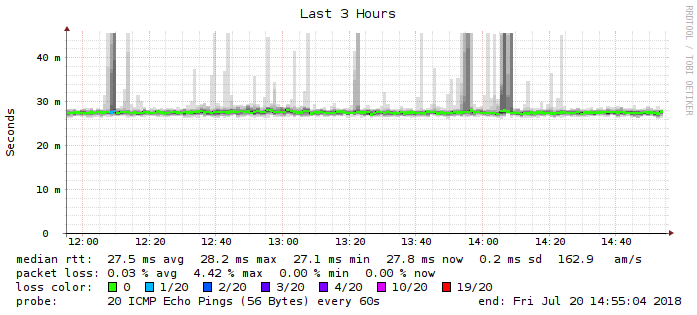 Last 3 Hours
RRDTOOL / TOBI OETIKER
Seconds
40 m
30 m
20 m
10 m
0
12:00 12:20 12:40 13:00 13:20 13:40 14:00 14:20 14:40
median rtt: 27.5 ms avg 28.2 ms max 27.1 ms min 27.8 ms now 0.2 ms sd 162.9 am/s
packet loss: 0.03 % avg 4.42 % max 0.00 % min 0.00 % now
loss color: 0 1/20 2/20 3/20 4/20 10/20 19/20
probe: 20 ICMP Echo Pings (56 Bytes) every 60s end: Fri Jul 20 14:55:04 2018